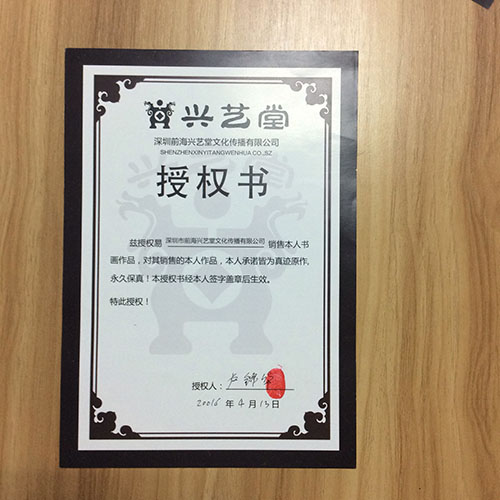 兴艺堂
深圳前海兴艺堂文化传播有限公司
SHENZHENXINYITANGWENHUA CO.,SZ
授权书
兹授权易 深圳市前海兴艺堂文化传播有限公司 销售本人书
画作品，对其销售的本人作品，本人承诺皆为真迹原作，
永久保真！本授权书经本人签字盖章后生效。
特此授权！
授权人：卢锦
2016 年 4 月 13 日